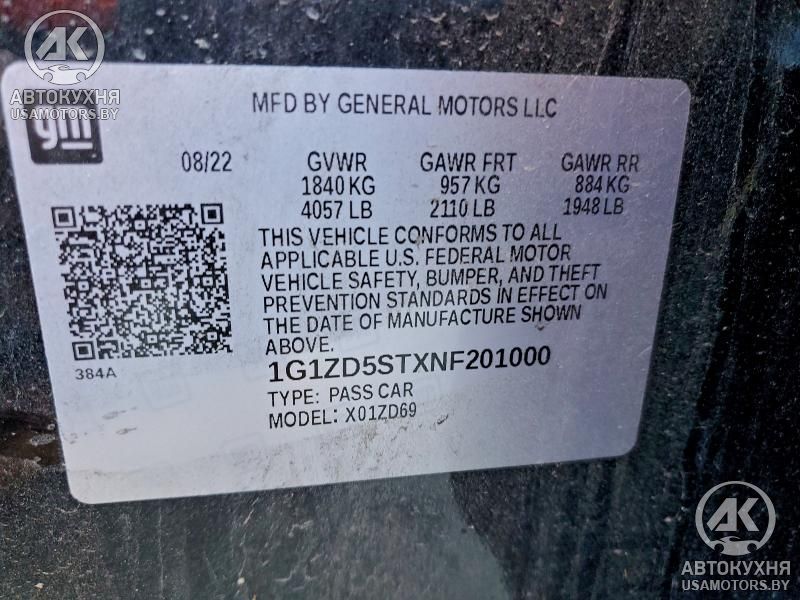 AK
АВТОКУХНЯ
USAMOTORS.BY
gm
MFD BY GENERAL MOTORS LLC
08/22 GVWR GAWR FRT GAWR RR
1840 KG 957 KG 884 KG
4057 LB 2110 LB 1948 LB
THIS VEHICLE CONFORMS TO ALL
APPLICABLE U.S. FEDERAL MOTOR
VEHICLE SAFETY, BUMPER, AND THEFT
PREVENTION STANDARDS IN EFFECT ON
THE DATE OF MANUFACTURE SHOWN
ABOVE.
384A
1G1ZD5STXNF201000
TYPE: PASS CAR
MODEL: X01ZD69
AK
АВТОКУХНЯ
USAMOTORS.BY